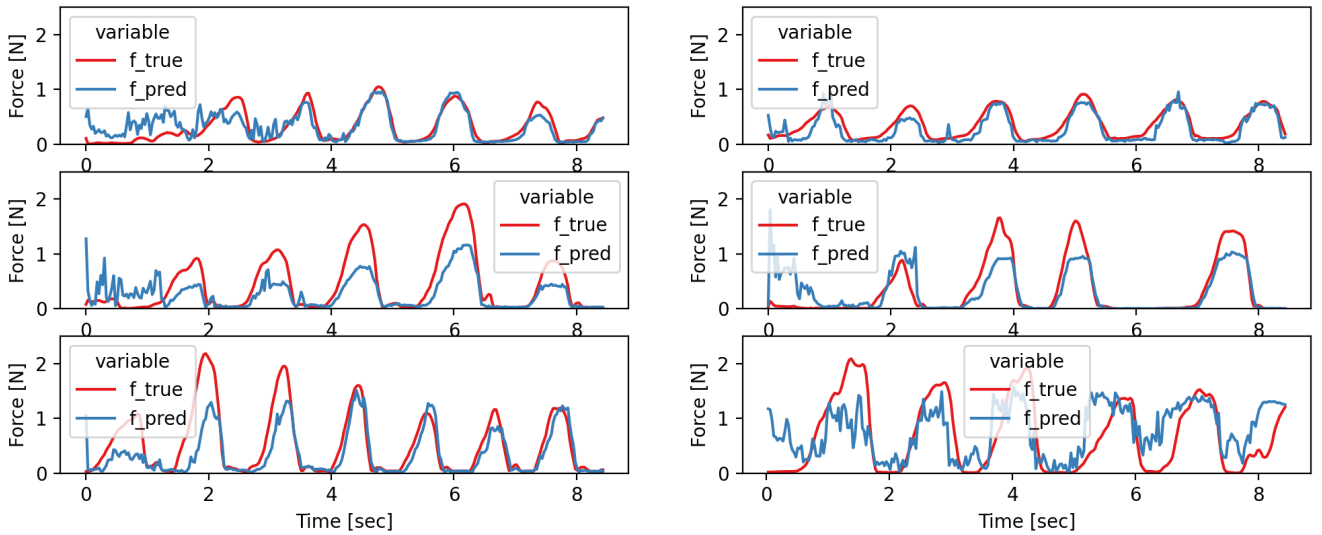 variable
f_true
f_pred
Force [N]
2
1
0
0
2
4
6
8
variable
f_true
f_pred
Force [N]
2
1
0
0
2
4
6
8
variable
f_true
f_pred
Force [N]
2
1
0
0
2
4
6
8
variable
f_true
f_pred
Force [N]
2
1
0
0
2
4
6
8
variable
f_true
f_pred
Force [N]
2
1
0
0
2
4
6
8
Time [sec]
variable
f_true
f_pred
Force [N]
2
1
0
0
2
4
6
8
Time [sec]